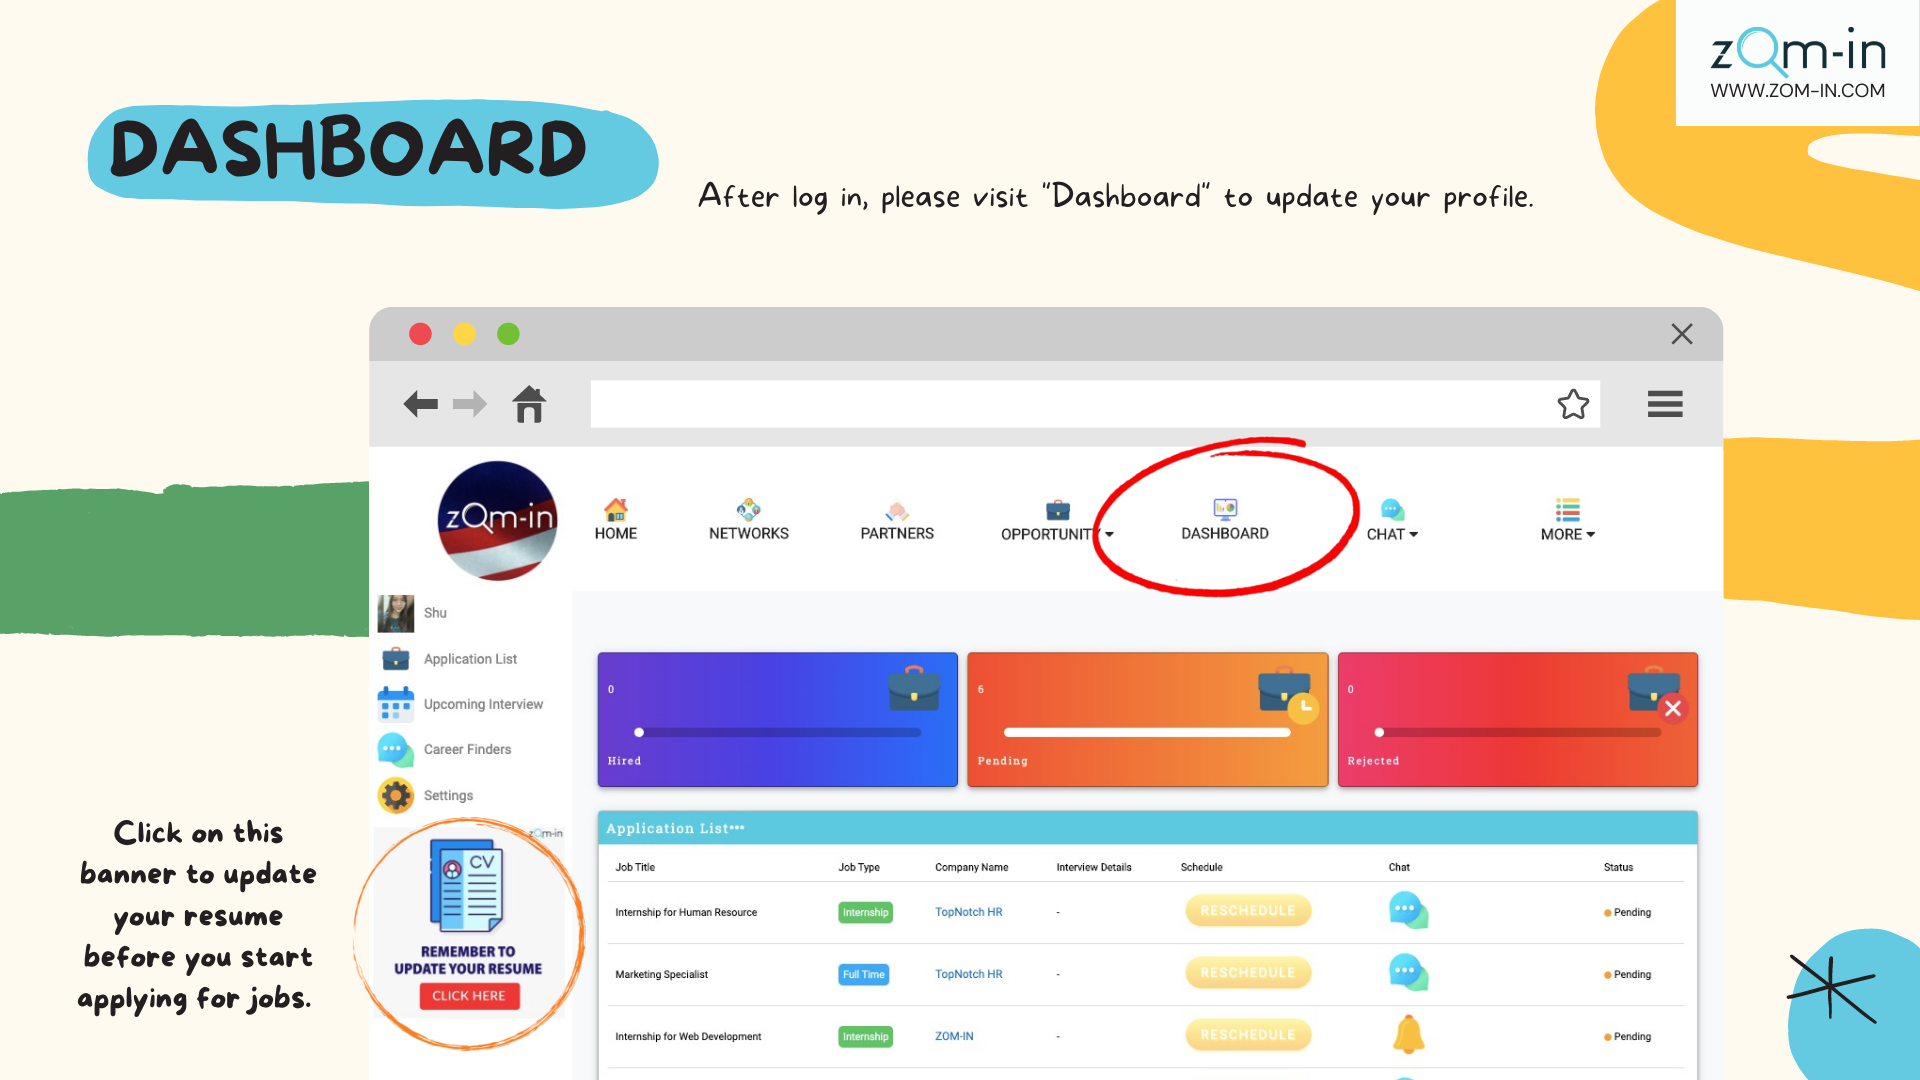 zOm-in
WWW.ZOM-IN.COM
DASHBOARD
After log in, please visit "Dashboard" to update your profile.
zOm-in
HOME
NETWORKS
PARTNERS
OPPORTUNITY
DASHBOARD
CHAT
MORE
Shu
Application List
Upcoming Interview
Career Finders
Settings
0
Hired
6
Pending
0
Rejected
Click on this
banner to update
your resume
before you start
applying for jobs.
zOm-in
CV
REMEMBER TO
UPDATE YOUR RESUME
CLICK HERE
Application List•••
Job Title Job Type Company Name Interview Details Schedule Chat Status
Internship for Human Resource Internship TopNotch HR - RESCHEDULE Pending
Marketing Specialist Full Time TopNotch HR - RESCHEDULE Pending
Internship for Web Development Internship ZOM-IN - RESCHEDULE Pending